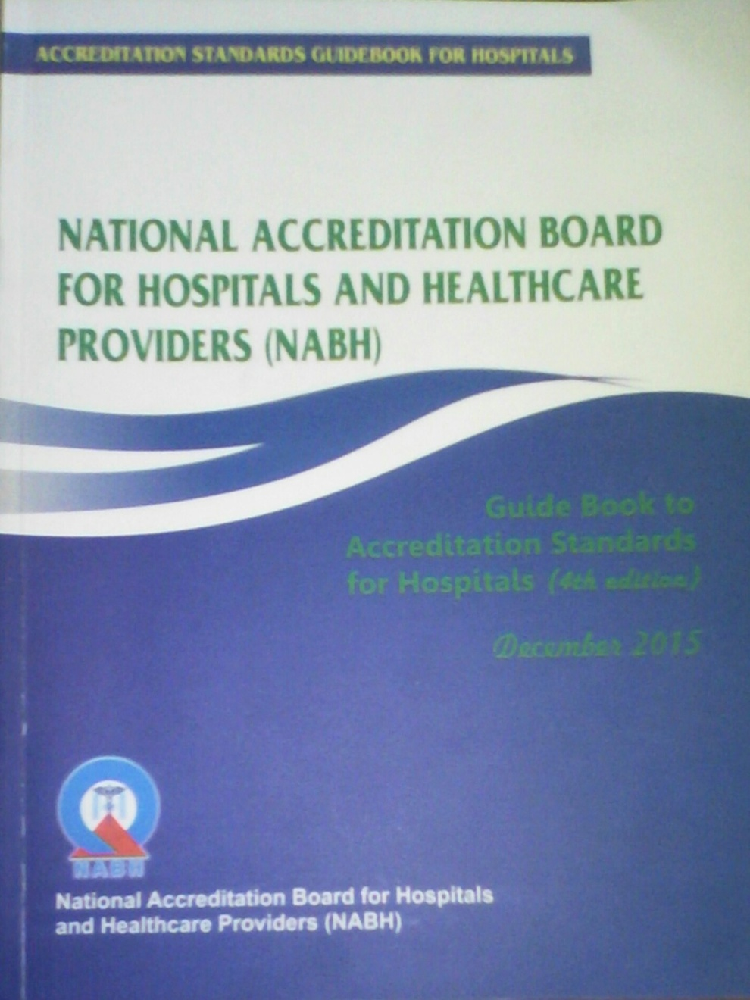 ACCREDITATION STANDARDS GUIDEBOOK FOR HOSPITALS
NATIONAL ACCREDITATION BOARD
FOR HOSPITALS AND HEALTHCARE
PROVIDERS (NABH)
Guide Book to
Accreditation Standards
for Hospitals (4th edition)
December 2015
NABH
National Accreditation Board for Hospitals
and Healthcare Providers (NABH)